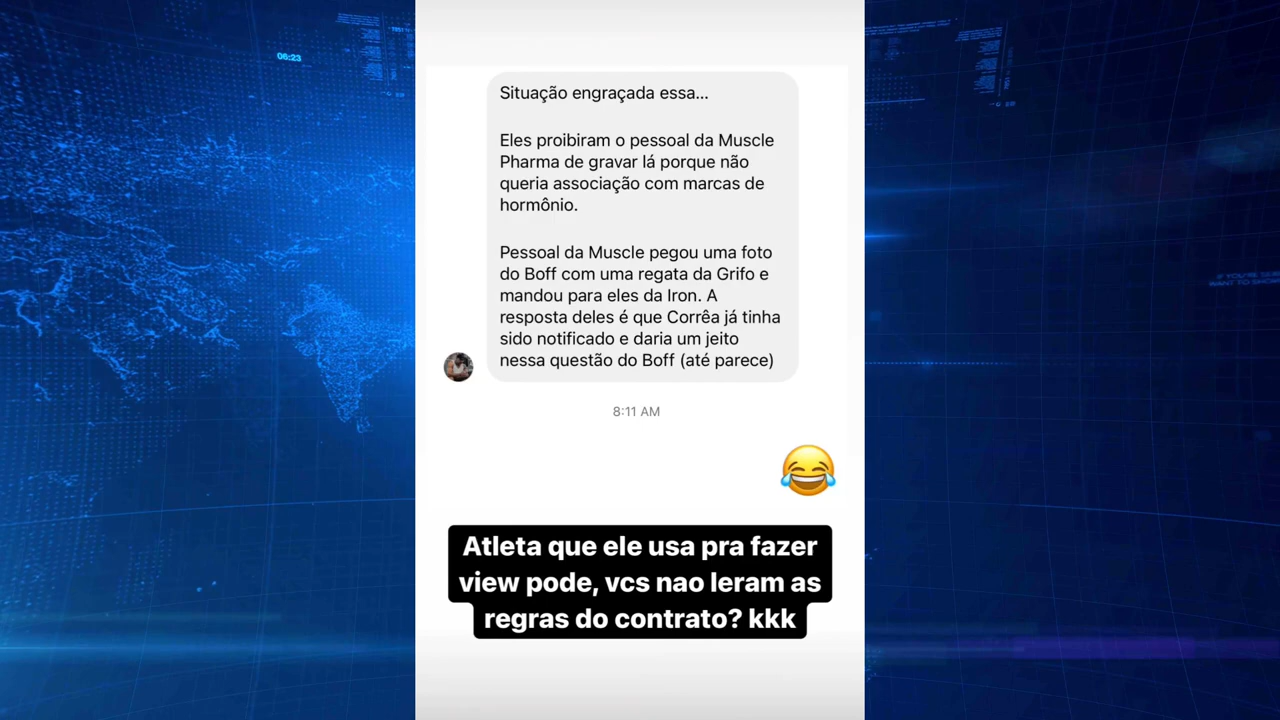 06:23
Situação engraçada essa...
Eles proibiram o pessoal da Muscle
Pharma de gravar lá porque não
queria associação com marcas de
hormônio.
Pessoal da Muscle pegou uma foto
do Boff com uma regata da Grifo e
mandou para eles da Iron. A
resposta deles é que Corrêa já tinha
sido notificado e daria um jeito
nessa questão do Boff (até parece)
8:11 AM
😂
Atleta que ele usa pra fazer
view pode, vcs nao leram as
regras do contrato? kkk